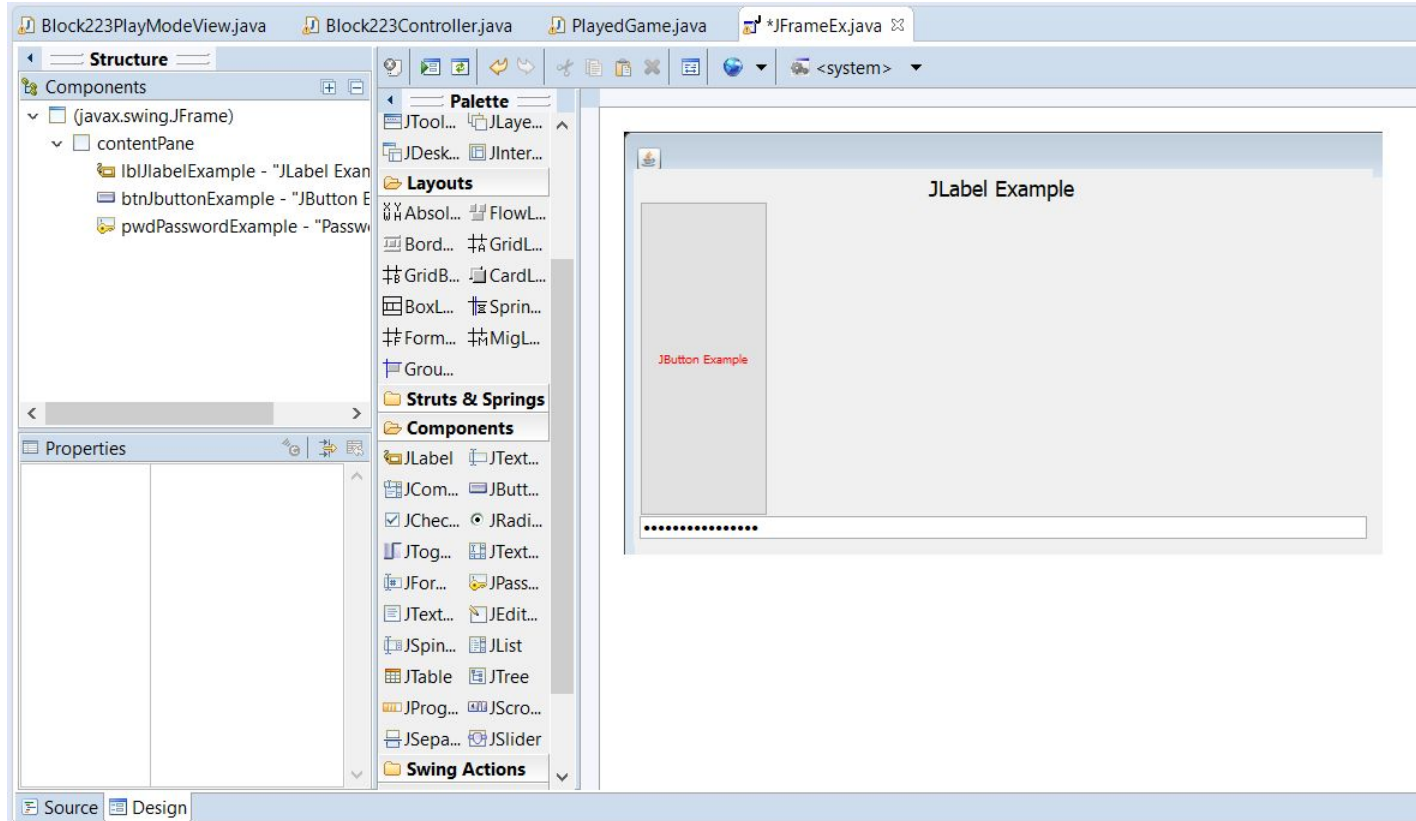 Block223PlayModeView.java Block223Controller.java PlayedGame.java *JFrameEx.java
Structure
Components
(javax.swing.JFrame)
contentPane
lblJlabelExample - "JLabel Exan
btnJbuttonExample - "JButton E
pwdPasswordExample - "Passw
Properties
<system>
Palette
JTool... JLaye...
JDesk... JInter...
Layouts
Absol... FlowL...
Bord... GridL...
GridB... CardL...
BoxL... Sprin...
Form... MigL...
Grou...
Struts & Springs
Components
JLabel JText...
JCom... JButt...
JChec... JRadi...
JTog... JText...
JFor... JPass...
JText... JEdit...
JSpin... JList
JTable JTree
JProg... JScro...
JSepa... JSlider
Swing Actions
JLabel Example
JButton Example
Source Design